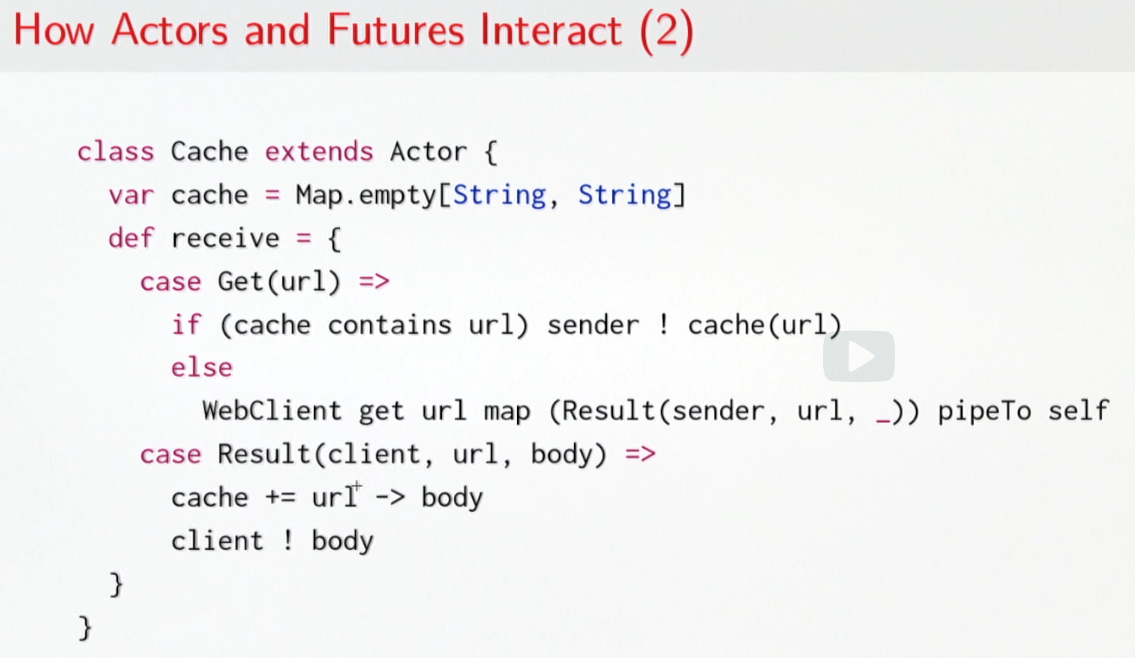 How Actors and Futures Interact (2)
class Cache extends Actor {
var cache = Map.empty[String, String]
def receive = {
case Get(url) =>
if (cache contains url) sender ! cache(url)
else
WebClient get url map (Result(sender, url, _)) pipeTo self
case Result(client, url, body) =>
cache += url -> body
client ! body
}
}